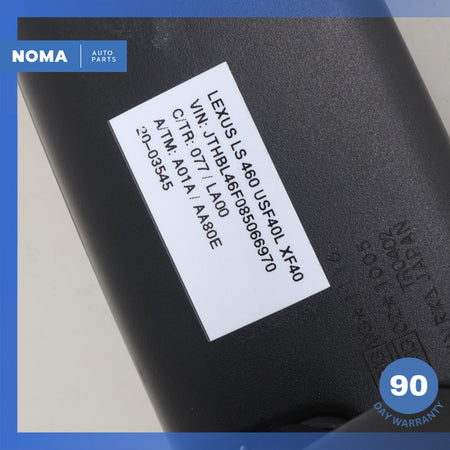 NOMA AUTO
PARTS
LEXUS LS 460 USF40L XF40
VIN: JTHBL46F085066970
C/TR: 077 / LA00
A/TM: A01A / AA80E
20-03545
JAPAN
90
DAY WARRANTY